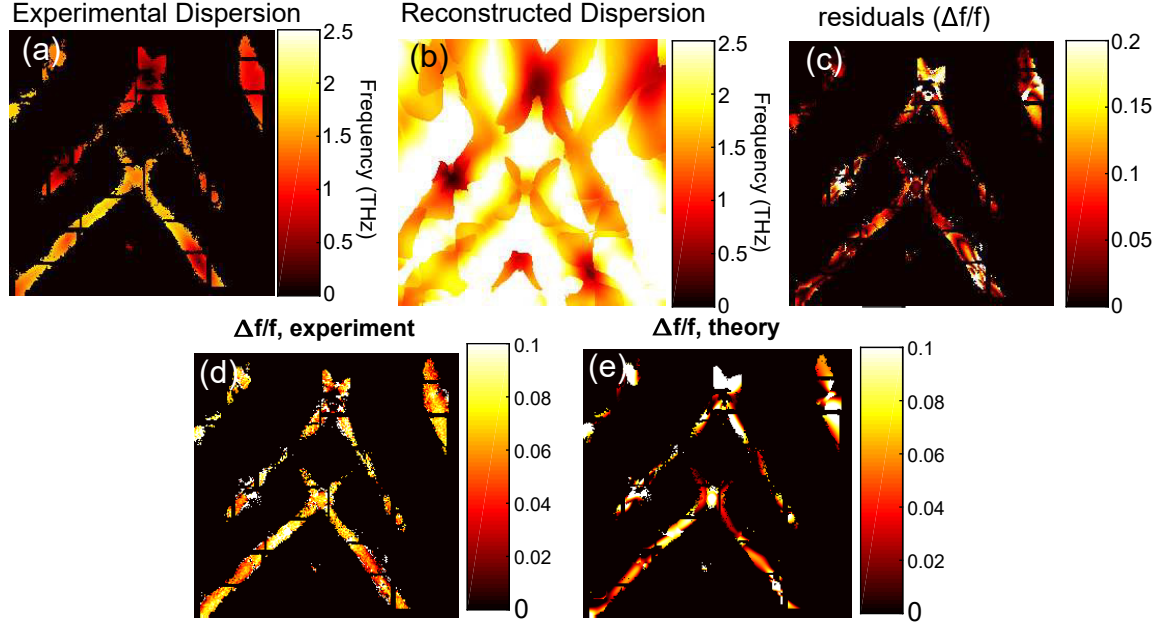 Experimental Dispersion
Reconstructed Dispersion
residuals (Δf/f)
(a)
2.5
2
1.5
1
0.5
0
Frequency (THz)
(b)
2.5
2
1.5
1
0.5
0
Frequency (THz)
(c)
0.2
0.15
0.1
0.05
0
Δf/f, experiment
Δf/f, theory
(d)
0.1
0.08
0.06
0.04
0.02
0
(e)
0.1
0.08
0.06
0.04
0.02
0